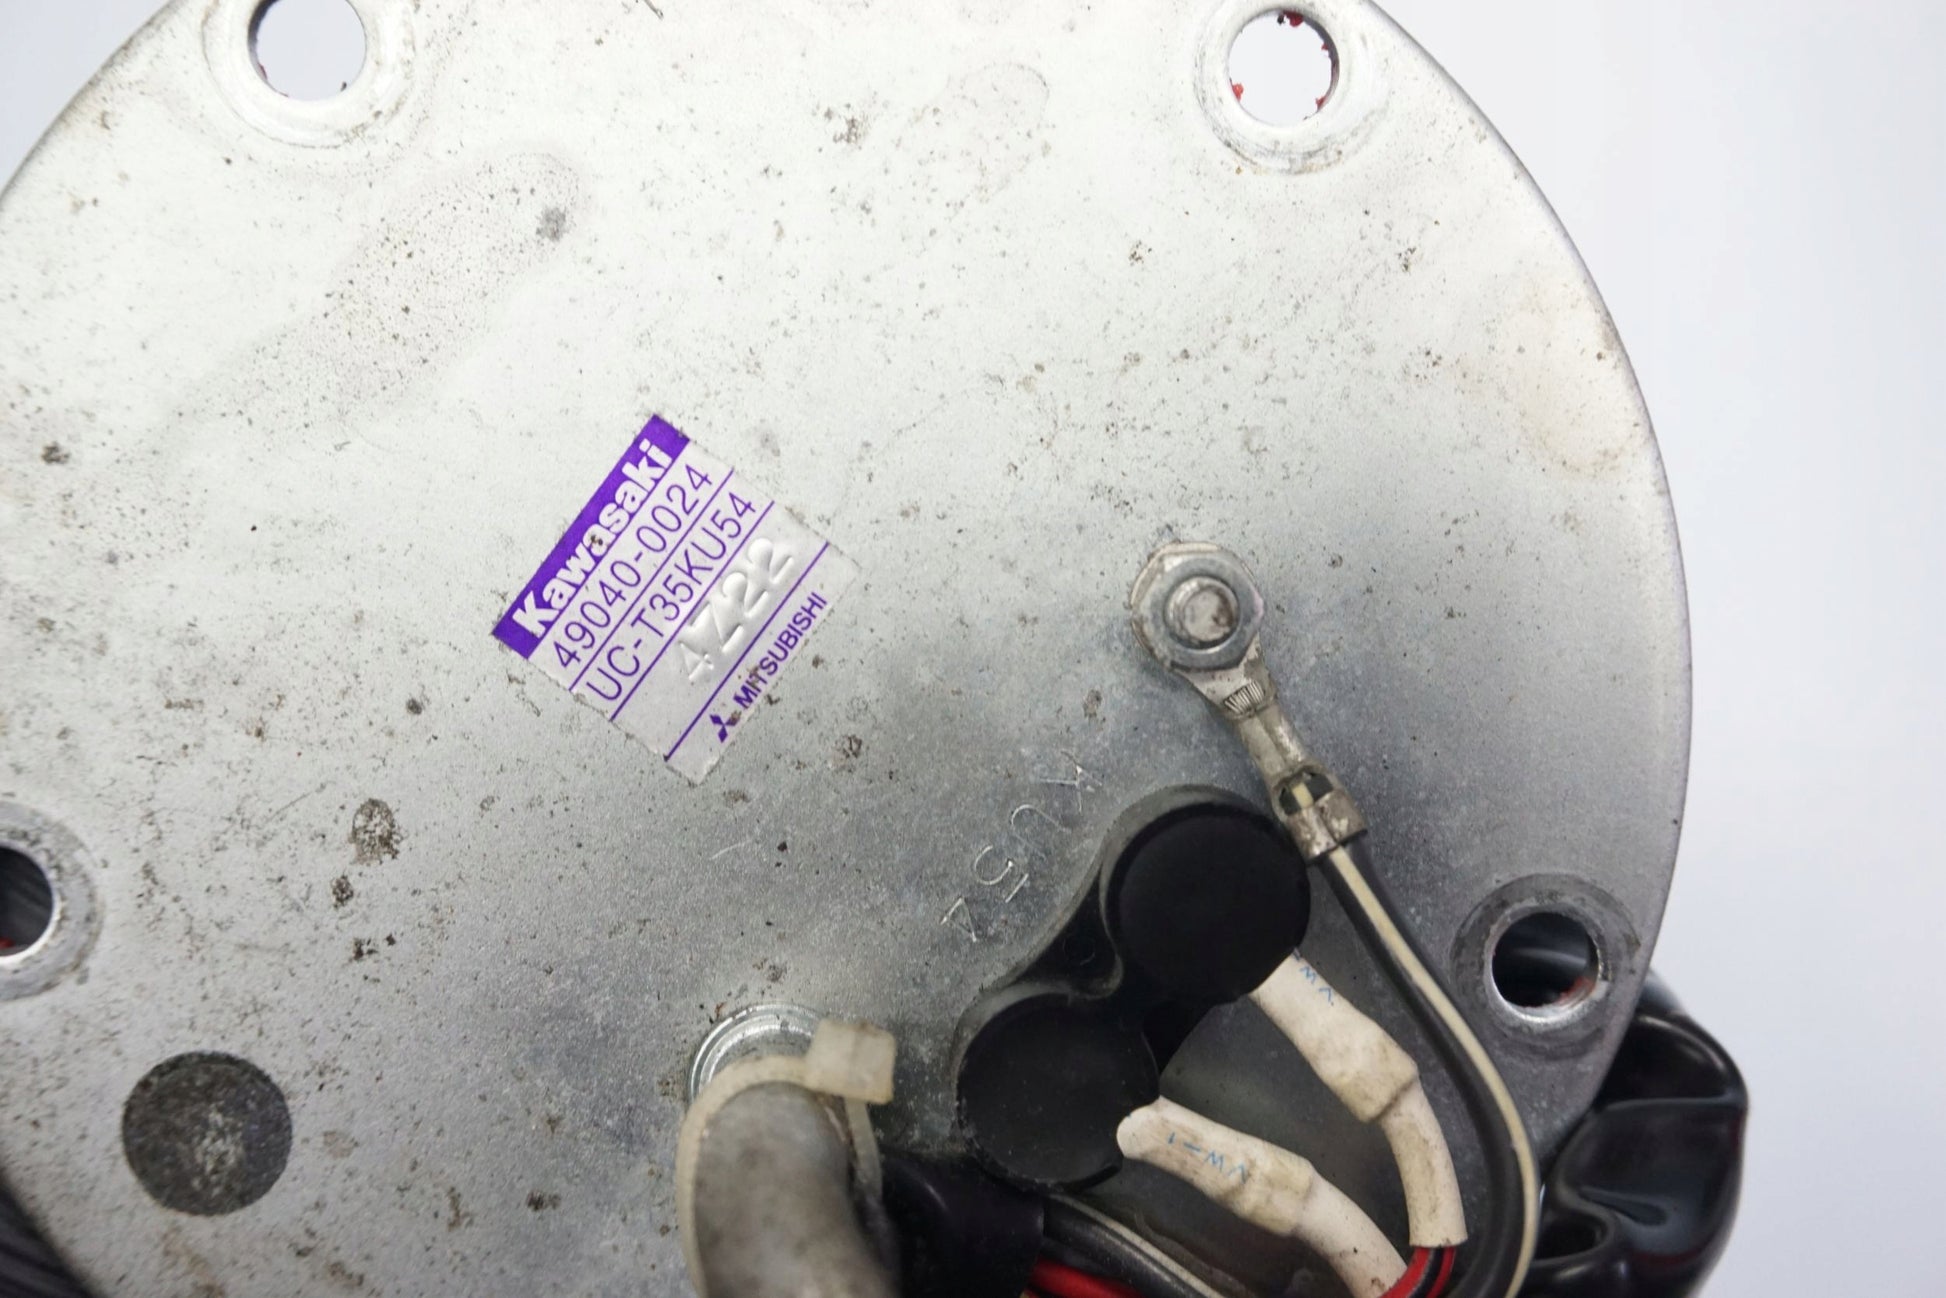 Kawasaki
49040-0024
UC-T35KU54
4Z22
MITSUBISHI
KU54